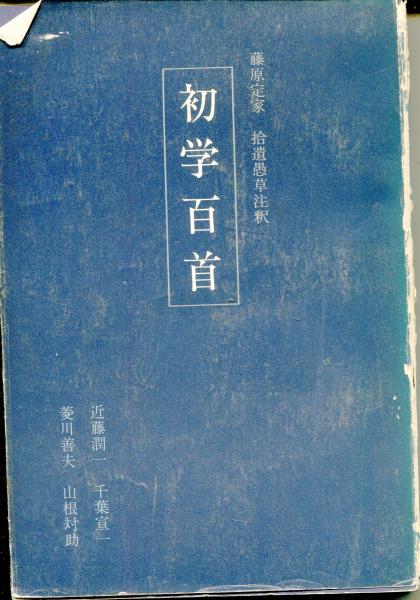 藤原定家　拾遺愚草注釈
初学百首
近藤潤一　千葉宣一
菱川善夫　山根対助